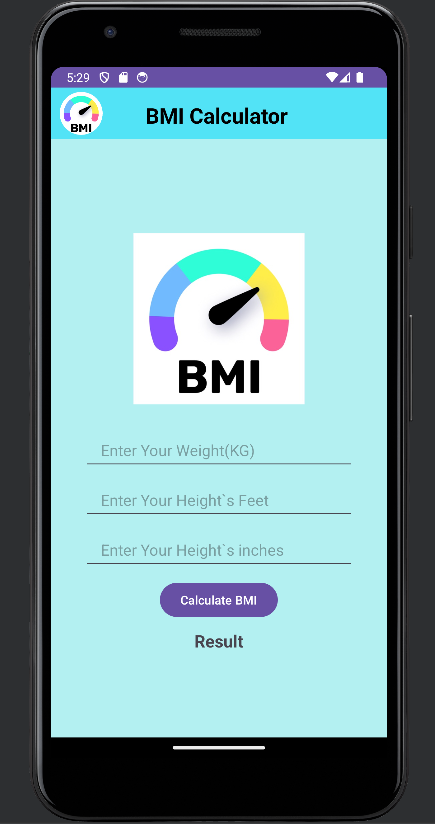 5:29
BMI
BMI Calculator
BMI
Enter Your Weight(KG)
Enter Your Height`s Feet
Enter Your Height`s inches
Calculate BMI
Result